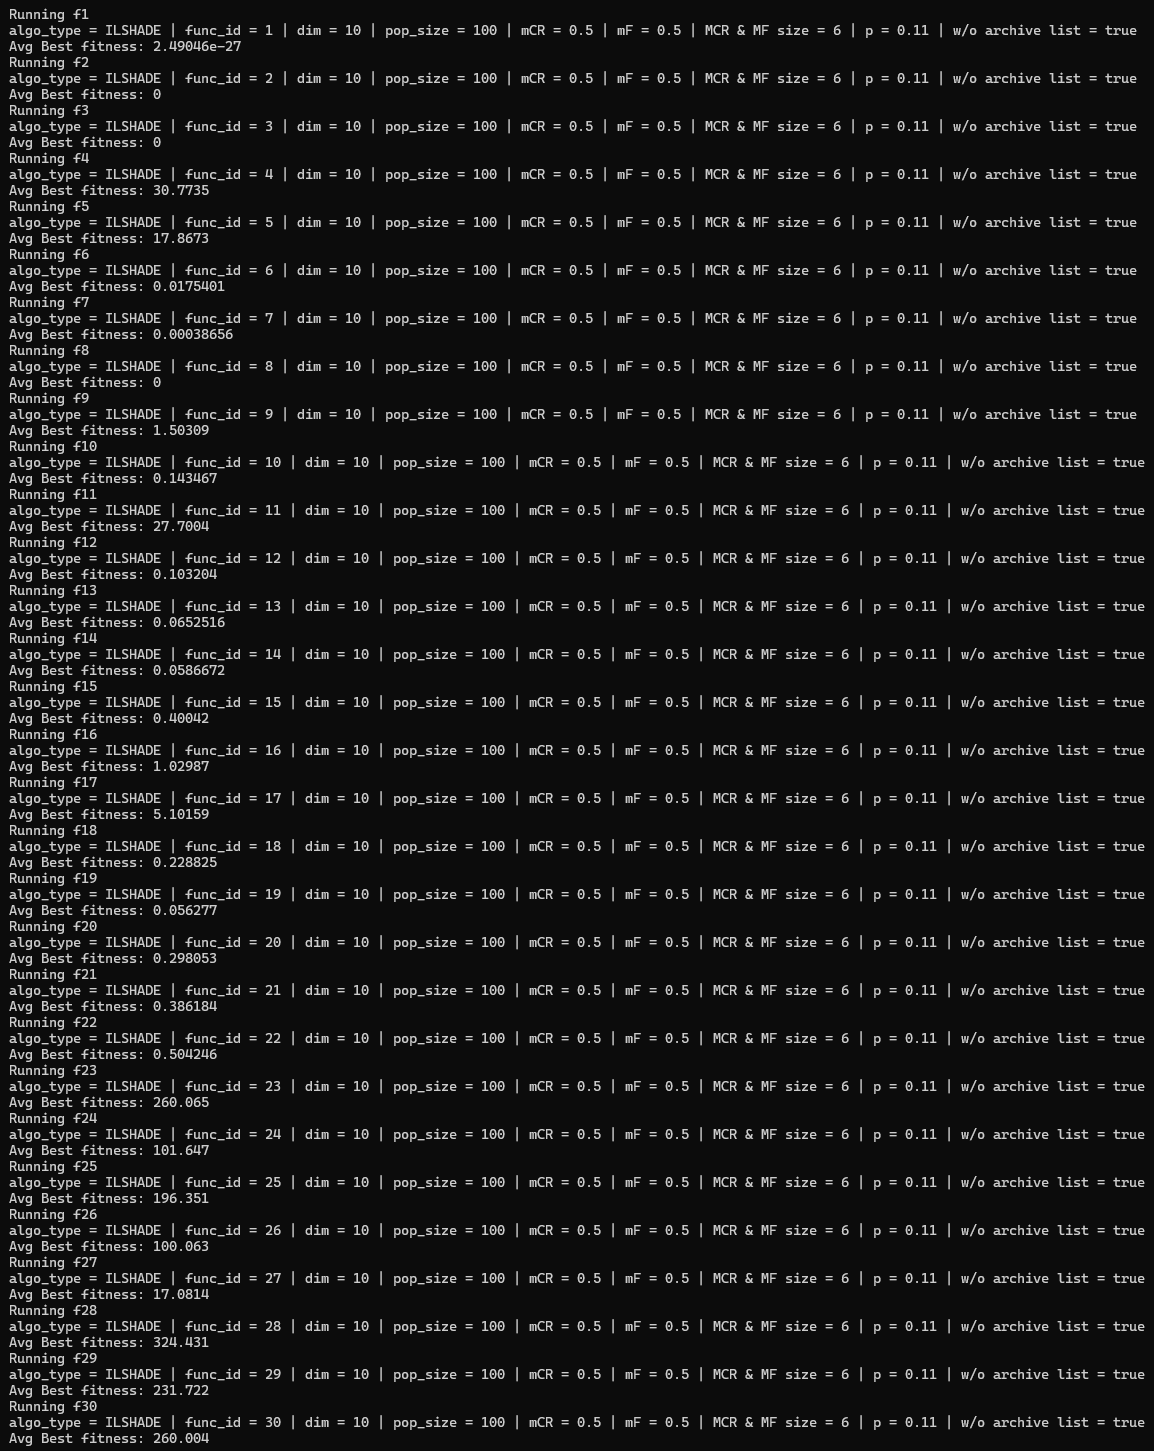 Running f1
algo_type = ILSHADE | func_id = 1 | dim = 10 | pop_size = 100 | mCR = 0.5 | mF = 0.5 | MCR & MF size = 6 | p = 0.11 | w/o archive list = true
Avg Best fitness: 2.49046e-27
Running f2
algo_type = ILSHADE | func_id = 2 | dim = 10 | pop_size = 100 | mCR = 0.5 | mF = 0.5 | MCR & MF size = 6 | p = 0.11 | w/o archive list = true
Avg Best fitness: 0
Running f3
algo_type = ILSHADE | func_id = 3 | dim = 10 | pop_size = 100 | mCR = 0.5 | mF = 0.5 | MCR & MF size = 6 | p = 0.11 | w/o archive list = true
Avg Best fitness: 0
Running f4
algo_type = ILSHADE | func_id = 4 | dim = 10 | pop_size = 100 | mCR = 0.5 | mF = 0.5 | MCR & MF size = 6 | p = 0.11 | w/o archive list = true
Avg Best fitness: 30.7735
Running f5
algo_type = ILSHADE | func_id = 5 | dim = 10 | pop_size = 100 | mCR = 0.5 | mF = 0.5 | MCR & MF size = 6 | p = 0.11 | w/o archive list = true
Avg Best fitness: 17.8673
Running f6
algo_type = ILSHADE | func_id = 6 | dim = 10 | pop_size = 100 | mCR = 0.5 | mF = 0.5 | MCR & MF size = 6 | p = 0.11 | w/o archive list = true
Avg Best fitness: 0.0175401
Running f7
algo_type = ILSHADE | func_id = 7 | dim = 10 | pop_size = 100 | mCR = 0.5 | mF = 0.5 | MCR & MF size = 6 | p = 0.11 | w/o archive list = true
Avg Best fitness: 0.00038656
Running f8
algo_type = ILSHADE | func_id = 8 | dim = 10 | pop_size = 100 | mCR = 0.5 | mF = 0.5 | MCR & MF size = 6 | p = 0.11 | w/o archive list = true
Avg Best fitness: 0
Running f9
algo_type = ILSHADE | func_id = 9 | dim = 10 | pop_size = 100 | mCR = 0.5 | mF = 0.5 | MCR & MF size = 6 | p = 0.11 | w/o archive list = true
Avg Best fitness: 1.50309
Running f10
algo_type = ILSHADE | func_id = 10 | dim = 10 | pop_size = 100 | mCR = 0.5 | mF = 0.5 | MCR & MF size = 6 | p = 0.11 | w/o archive list = true
Avg Best fitness: 0.143467
Running f11
algo_type = ILSHADE | func_id = 11 | dim = 10 | pop_size = 100 | mCR = 0.5 | mF = 0.5 | MCR & MF size = 6 | p = 0.11 | w/o archive list = true
Avg Best fitness: 27.7004
Running f12
algo_type = ILSHADE | func_id = 12 | dim = 10 | pop_size = 100 | mCR = 0.5 | mF = 0.5 | MCR & MF size = 6 | p = 0.11 | w/o archive list = true
Avg Best fitness: 0.103204
Running f13
algo_type = ILSHADE | func_id = 13 | dim = 10 | pop_size = 100 | mCR = 0.5 | mF = 0.5 | MCR & MF size = 6 | p = 0.11 | w/o archive list = true
Avg Best fitness: 0.0652516
Running f14
algo_type = ILSHADE | func_id = 14 | dim = 10 | pop_size = 100 | mCR = 0.5 | mF = 0.5 | MCR & MF size = 6 | p = 0.11 | w/o archive list = true
Avg Best fitness: 0.0586672
Running f15
algo_type = ILSHADE | func_id = 15 | dim = 10 | pop_size = 100 | mCR = 0.5 | mF = 0.5 | MCR & MF size = 6 | p = 0.11 | w/o archive list = true
Avg Best fitness: 0.40042
Running f16
algo_type = ILSHADE | func_id = 16 | dim = 10 | pop_size = 100 | mCR = 0.5 | mF = 0.5 | MCR & MF size = 6 | p = 0.11 | w/o archive list = true
Avg Best fitness: 1.02987
Running f17
algo_type = ILSHADE | func_id = 17 | dim = 10 | pop_size = 100 | mCR = 0.5 | mF = 0.5 | MCR & MF size = 6 | p = 0.11 | w/o archive list = true
Avg Best fitness: 5.10159
Running f18
algo_type = ILSHADE | func_id = 18 | dim = 10 | pop_size = 100 | mCR = 0.5 | mF = 0.5 | MCR & MF size = 6 | p = 0.11 | w/o archive list = true
Avg Best fitness: 0.228825
Running f19
algo_type = ILSHADE | func_id = 19 | dim = 10 | pop_size = 100 | mCR = 0.5 | mF = 0.5 | MCR & MF size = 6 | p = 0.11 | w/o archive list = true
Avg Best fitness: 0.056277
Running f20
algo_type = ILSHADE | func_id = 20 | dim = 10 | pop_size = 100 | mCR = 0.5 | mF = 0.5 | MCR & MF size = 6 | p = 0.11 | w/o archive list = true
Avg Best fitness: 0.298053
Running f21
algo_type = ILSHADE | func_id = 21 | dim = 10 | pop_size = 100 | mCR = 0.5 | mF = 0.5 | MCR & MF size = 6 | p = 0.11 | w/o archive list = true
Avg Best fitness: 0.386184
Running f22
algo_type = ILSHADE | func_id = 22 | dim = 10 | pop_size = 100 | mCR = 0.5 | mF = 0.5 | MCR & MF size = 6 | p = 0.11 | w/o archive list = true
Avg Best fitness: 0.504246
Running f23
algo_type = ILSHADE | func_id = 23 | dim = 10 | pop_size = 100 | mCR = 0.5 | mF = 0.5 | MCR & MF size = 6 | p = 0.11 | w/o archive list = true
Avg Best fitness: 260.065
Running f24
algo_type = ILSHADE | func_id = 24 | dim = 10 | pop_size = 100 | mCR = 0.5 | mF = 0.5 | MCR & MF size = 6 | p = 0.11 | w/o archive list = true
Avg Best fitness: 101.647
Running f25
algo_type = ILSHADE | func_id = 25 | dim = 10 | pop_size = 100 | mCR = 0.5 | mF = 0.5 | MCR & MF size = 6 | p = 0.11 | w/o archive list = true
Avg Best fitness: 196.351
Running f26
algo_type = ILSHADE | func_id = 26 | dim = 10 | pop_size = 100 | mCR = 0.5 | mF = 0.5 | MCR & MF size = 6 | p = 0.11 | w/o archive list = true
Avg Best fitness: 100.063
Running f27
algo_type = ILSHADE | func_id = 27 | dim = 10 | pop_size = 100 | mCR = 0.5 | mF = 0.5 | MCR & MF size = 6 | p = 0.11 | w/o archive list = true
Avg Best fitness: 17.0814
Running f28
algo_type = ILSHADE | func_id = 28 | dim = 10 | pop_size = 100 | mCR = 0.5 | mF = 0.5 | MCR & MF size = 6 | p = 0.11 | w/o archive list = true
Avg Best fitness: 324.431
Running f29
algo_type = ILSHADE | func_id = 29 | dim = 10 | pop_size = 100 | mCR = 0.5 | mF = 0.5 | MCR & MF size = 6 | p = 0.11 | w/o archive list = true
Avg Best fitness: 231.722
Running f30
algo_type = ILSHADE | func_id = 30 | dim = 10 | pop_size = 100 | mCR = 0.5 | mF = 0.5 | MCR & MF size = 6 | p = 0.11 | w/o archive list = true
Avg Best fitness: 260.004